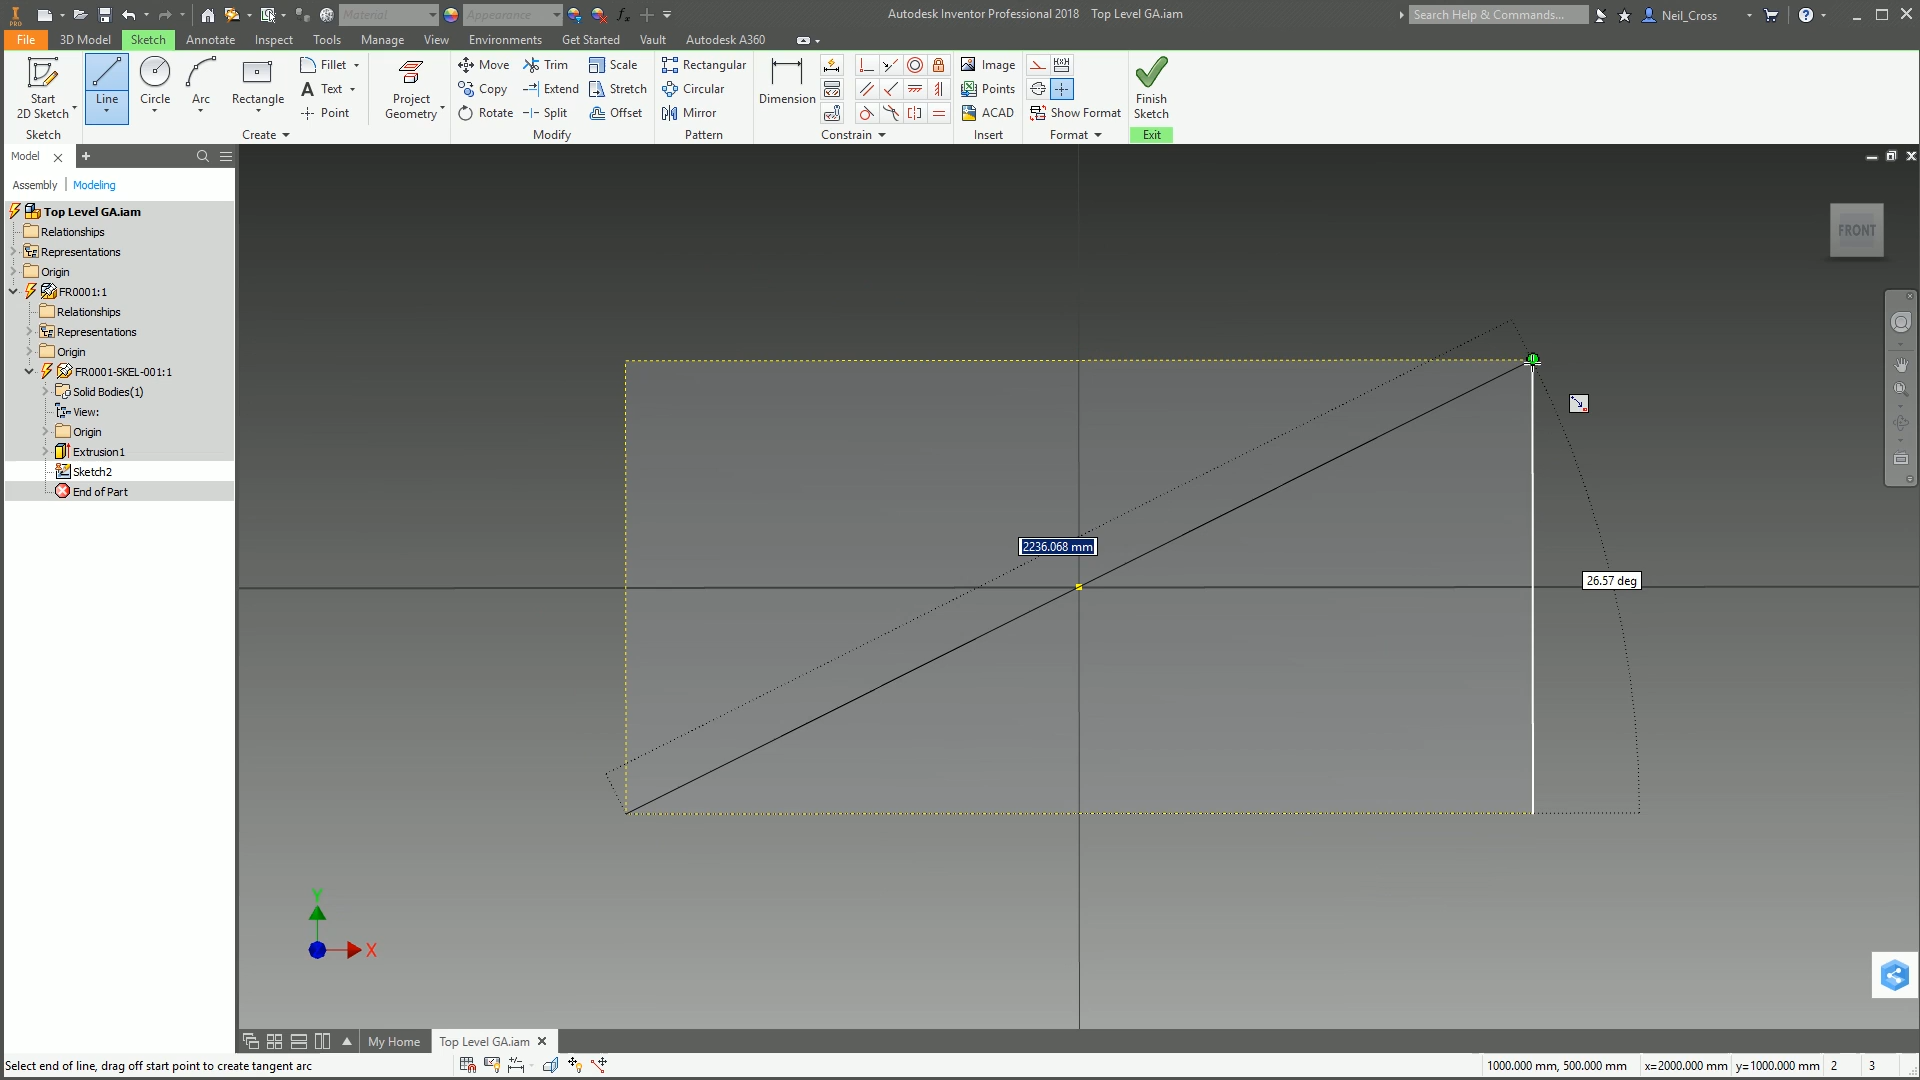 PRO
Material
Appearance
fx
Autodesk Inventor Professional 2018   Top Level GA.iam
Search Help & Commands...
Neil_Cross
File
3D Model
Sketch
Annotate
Inspect
Tools
Manage
View
Environments
Get Started
Vault
Autodesk A360
Start
2D Sketch
Line
Circle
Arc
Rectangle
Fillet
Text
Point
Project
Geometry
Move
Copy
Rotate
Trim
Extend
Split
Scale
Stretch
Offset
Rectangular
Circular
Mirror
Dimension
Image
Points
ACAD
Show Format
Finish
Sketch
Sketch
Create
Modify
Pattern
Constrain
Insert
Format
Exit
Model
Assembly
Modeling
Top Level GA.iam
Relationships
Representations
Origin
FR0001:1
Relationships
Representations
Origin
FR0001-SKEL-001:1
Solid Bodies(1)
View:
Origin
Extrusion1
Sketch2
End of Part
FRONT
2236.068 mm
26.57 deg
Y
X
My Home
Top Level GA.iam
Select end of line, drag off start point to create tangent arc
1000.000 mm, 500.000 mm
x=2000.000 mm
y=1000.000 mm
2
3